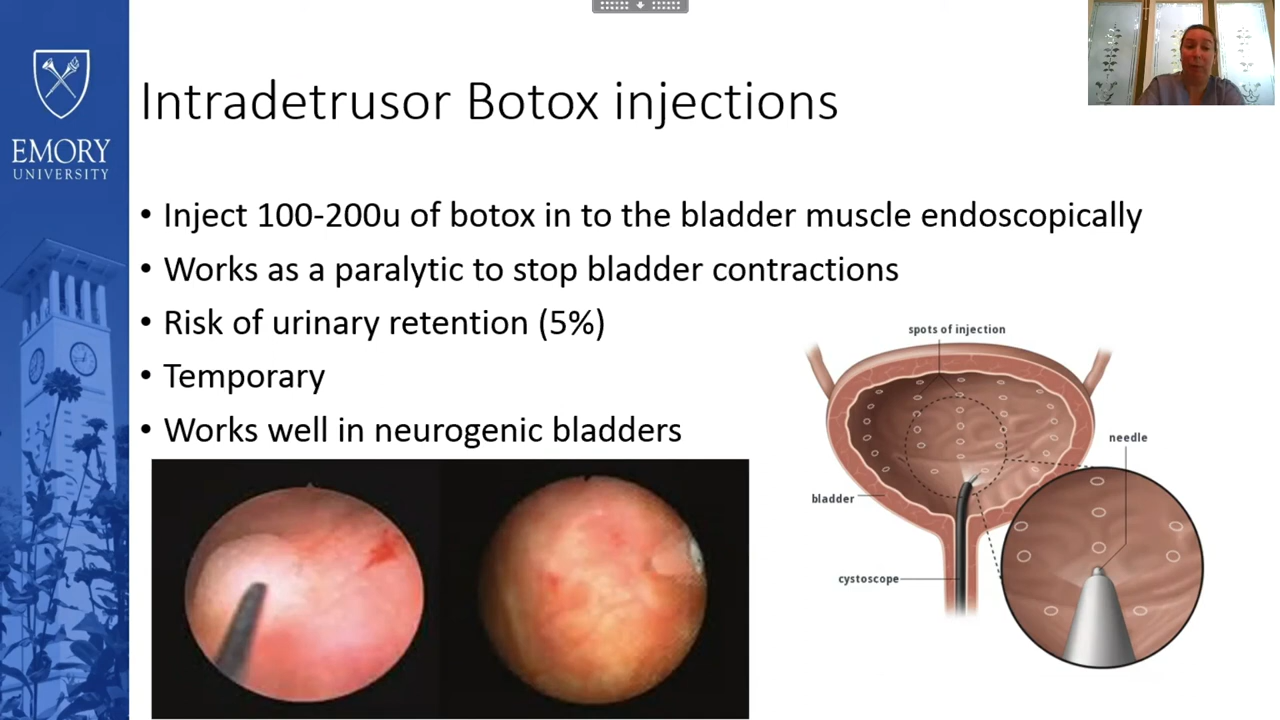 EMORY
UNIVERSITY
Intradetrusor Botox injections
• Inject 100-200u of botox in to the bladder muscle endoscopically
• Works as a paralytic to stop bladder contractions
• Risk of urinary retention (5%)
• Temporary
• Works well in neurogenic bladders
spots of injection
needle
bladder
cystoscope